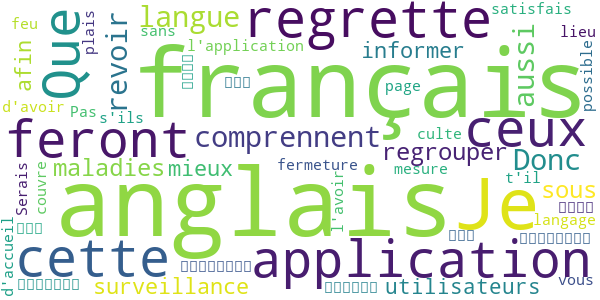 feu
plais
langue
regrette
satisfais
sans
l'application
Que
afin
revoir
informer
aussi
lieu
possible
français
page
d'avoir
Pas
s'ils
feront
comprennent
culte
ceux
regrouper
Donc
maladies
mieux
fermeture
mesure
t'il
Serais
couvre
anglais
l'avoir
Je
sous
langage
d'accueil
cette
application
surveillance
utilisateurs
vous